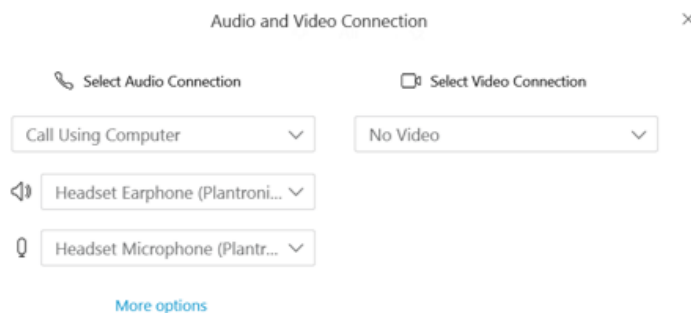 Audio and Video Connection
Select Audio Connection
Select Video Connection
Call Using Computer
No Video
Headset Earphone (Plantroni...
Headset Microphone (Plantr...
More options